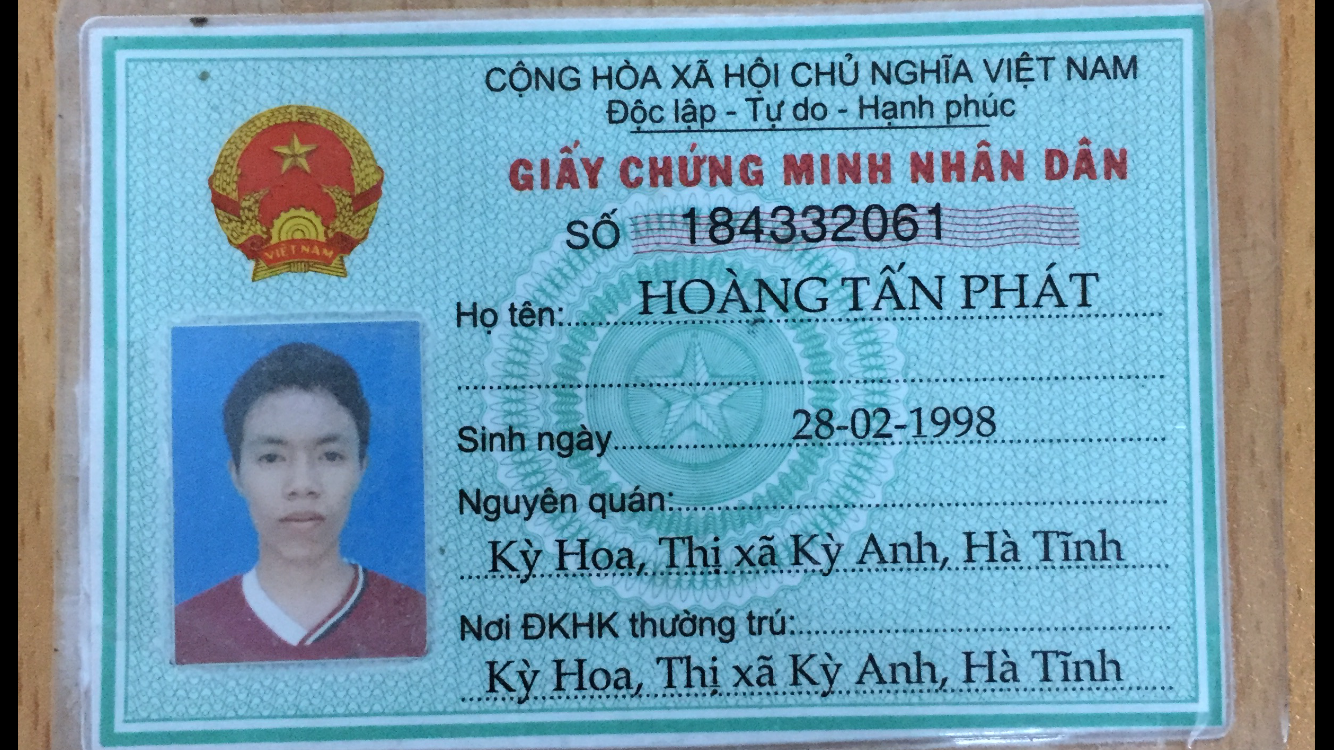 CỘNG HÒA XÃ HỘI CHỦ NGHĨA VIỆT NAM
Độc lập - Tự do - Hạnh phúc
GIẤY CHỨNG MINH NHÂN DÂN
SỐ 184332061
VIỆT NAM
Họ tên: HOÀNG TẤN PHÁT
Sinh ngày 28-02-1998
Nguyên quán:
Kỳ Hoa, Thị xã Kỳ Anh, Hà Tĩnh
Nơi ĐKHK thường trú:
Kỳ Hoa, Thị xã Kỳ Anh, Hà Tĩnh